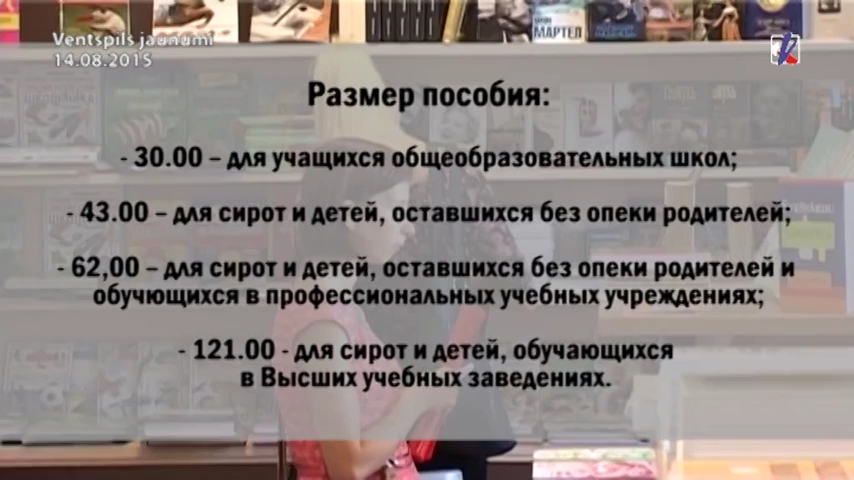 Ventspils jaunumi
14.08.2015
МАРТЕЛ
Размер пособия:
- 30.00 – для учащихся общеобразовательных школ;
- 43.00 – для сирот и детей, оставшихся без опеки родителей;
- 62,00 – для сирот и детей, оставшихся без опеки родителей и
обучющихся в профессиональных учебных учреждениях;
- 121.00 - для сирот и детей, обучающихся
в Высших учебных заведениях.